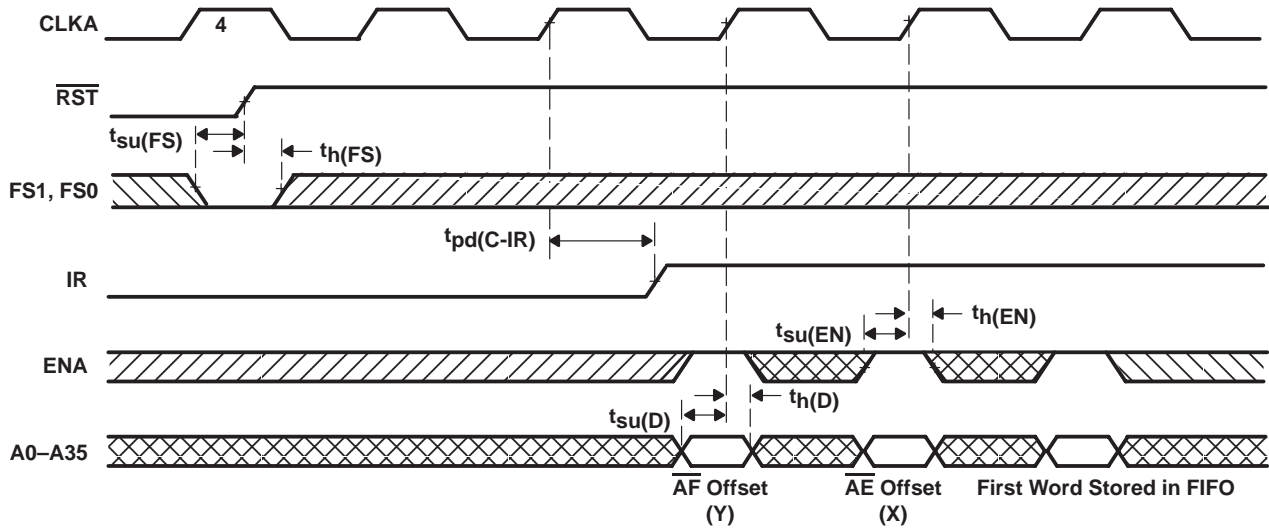 CLKA
4
RST
tsu(FS)
th(FS)
FS1, FS0
tpd(C-IR)
IR
tsu(EN)
th(EN)
ENA
tsu(D)
th(D)
A0–A35
AF Offset
(Y)
AE Offset
(X)
First Word Stored in FIFO